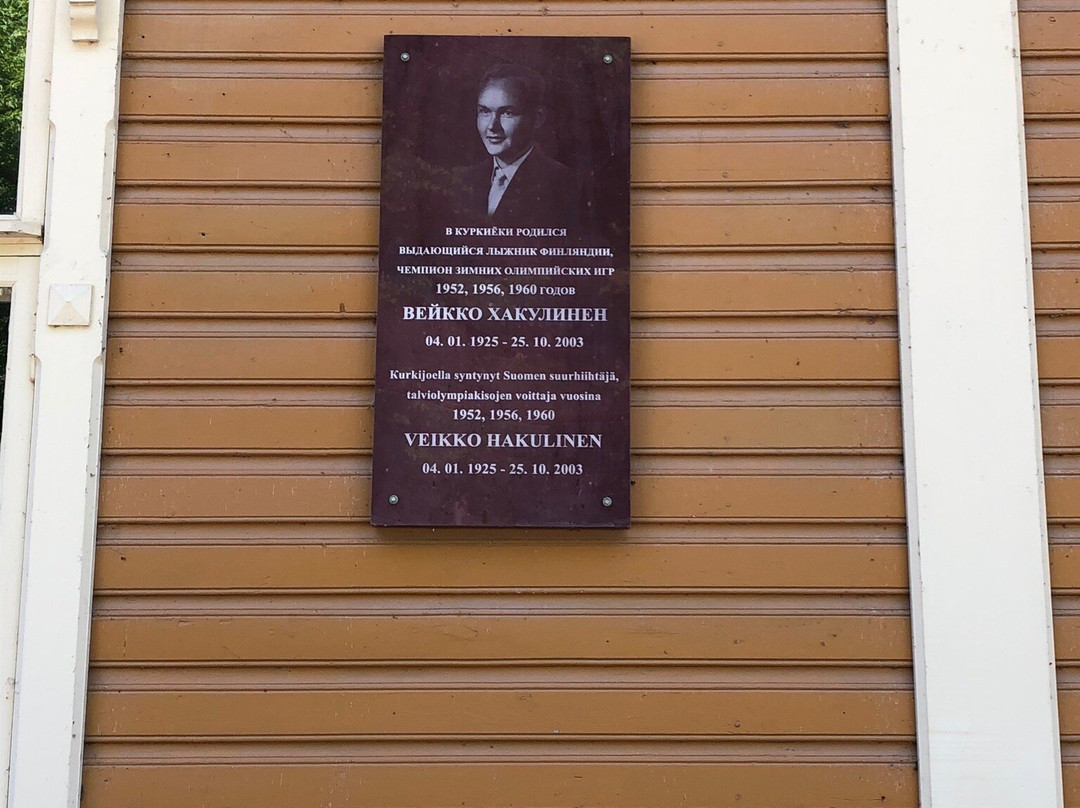 В КУРКИЁКИ РОДИЛСЯ
ВЫДАЮЩИЙСЯ ЛЫЖНИК ФИНЛЯНДИИ,
ЧЕМПИОН ЗИМНИХ ОЛИМПИЙСКИХ ИГР
1952, 1956, 1960 ГОДОВ
ВЕЙККО ХАКУЛИНЕН
04. 01. 1925 - 25. 10. 2003
Kurkijoella syntynyt Suomen suurhiihtäjä,
talviolympiakisojen voittaja vuosina
1952, 1956, 1960
VEIKKO HAKULINEN
04. 01. 1925 - 25. 10. 2003